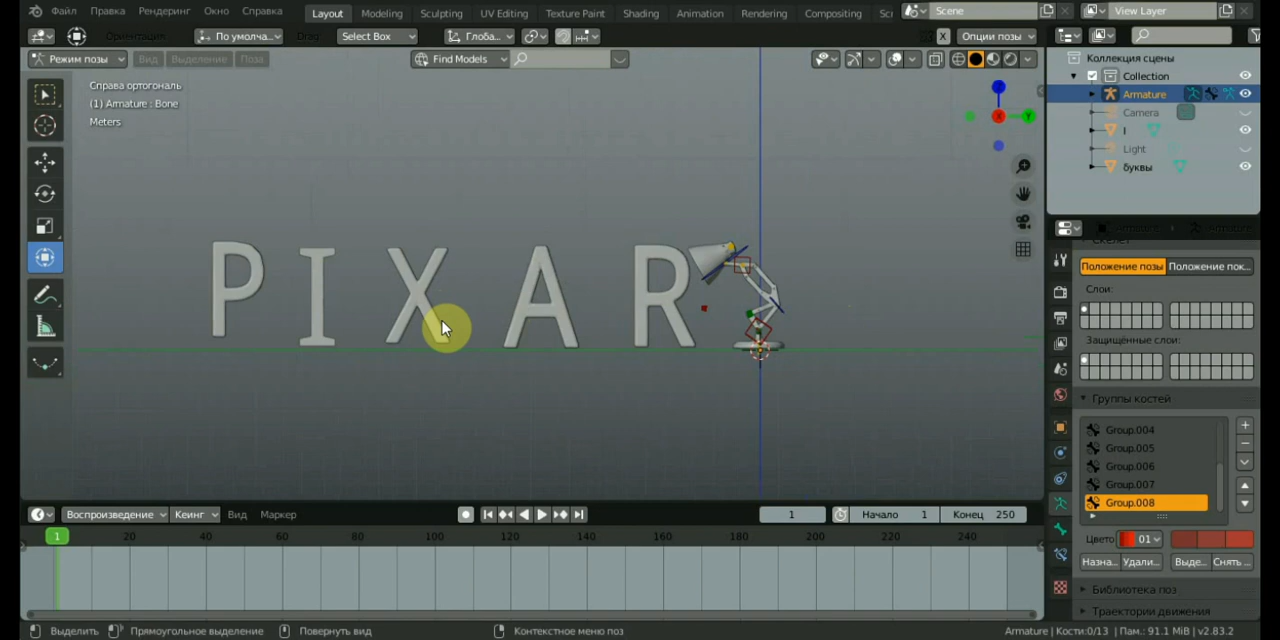 Файл Правка Рендеринг Окно Справка Layout Modeling Sculpting UV Editing Texture Paint Shading Animation Rendering Compositing Scene View Layer
Ориентация: По умолча... Drag: Select Box Глоба... X Опции позы
Режим позы Вид Выделение Поза Find Models
Справа ортогональ
(1) Armature : Bone
Meters
Коллекция сцены
Collection
Armature
Camera
Light
буквы
X
Y
PIXAR
Скелет
Положение позы Положение пок...
Слои:
Защищённые слои:
Группы костей
Group.004
Group.005
Group.006
Group.007
Group.008
Цвето 01
Назна... Удали... Выде... Снять ...
Библиотека поз
Траектории движения
Воспроизведение Кеинг Вид Маркер 1 Начало 1 Конец 250
1 20 40 60 80 100 120 140 160 180 200 220 240
Выделить Прямоугольное выделение Повернуть вид Контекстное меню поз Armature | Кости:0/13 | Пам.: 91.1 MiB | v2.83.2